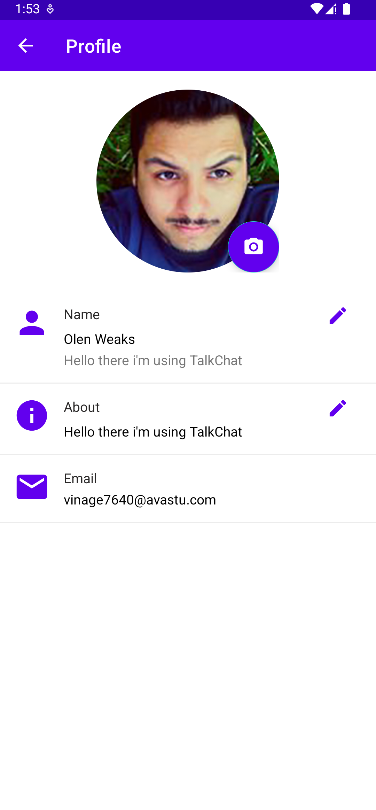 1:53
Profile
Name
Olen Weaks
Hello there i'm using TalkChat
About
Hello there i'm using TalkChat
Email
vinage7640@avastu.com